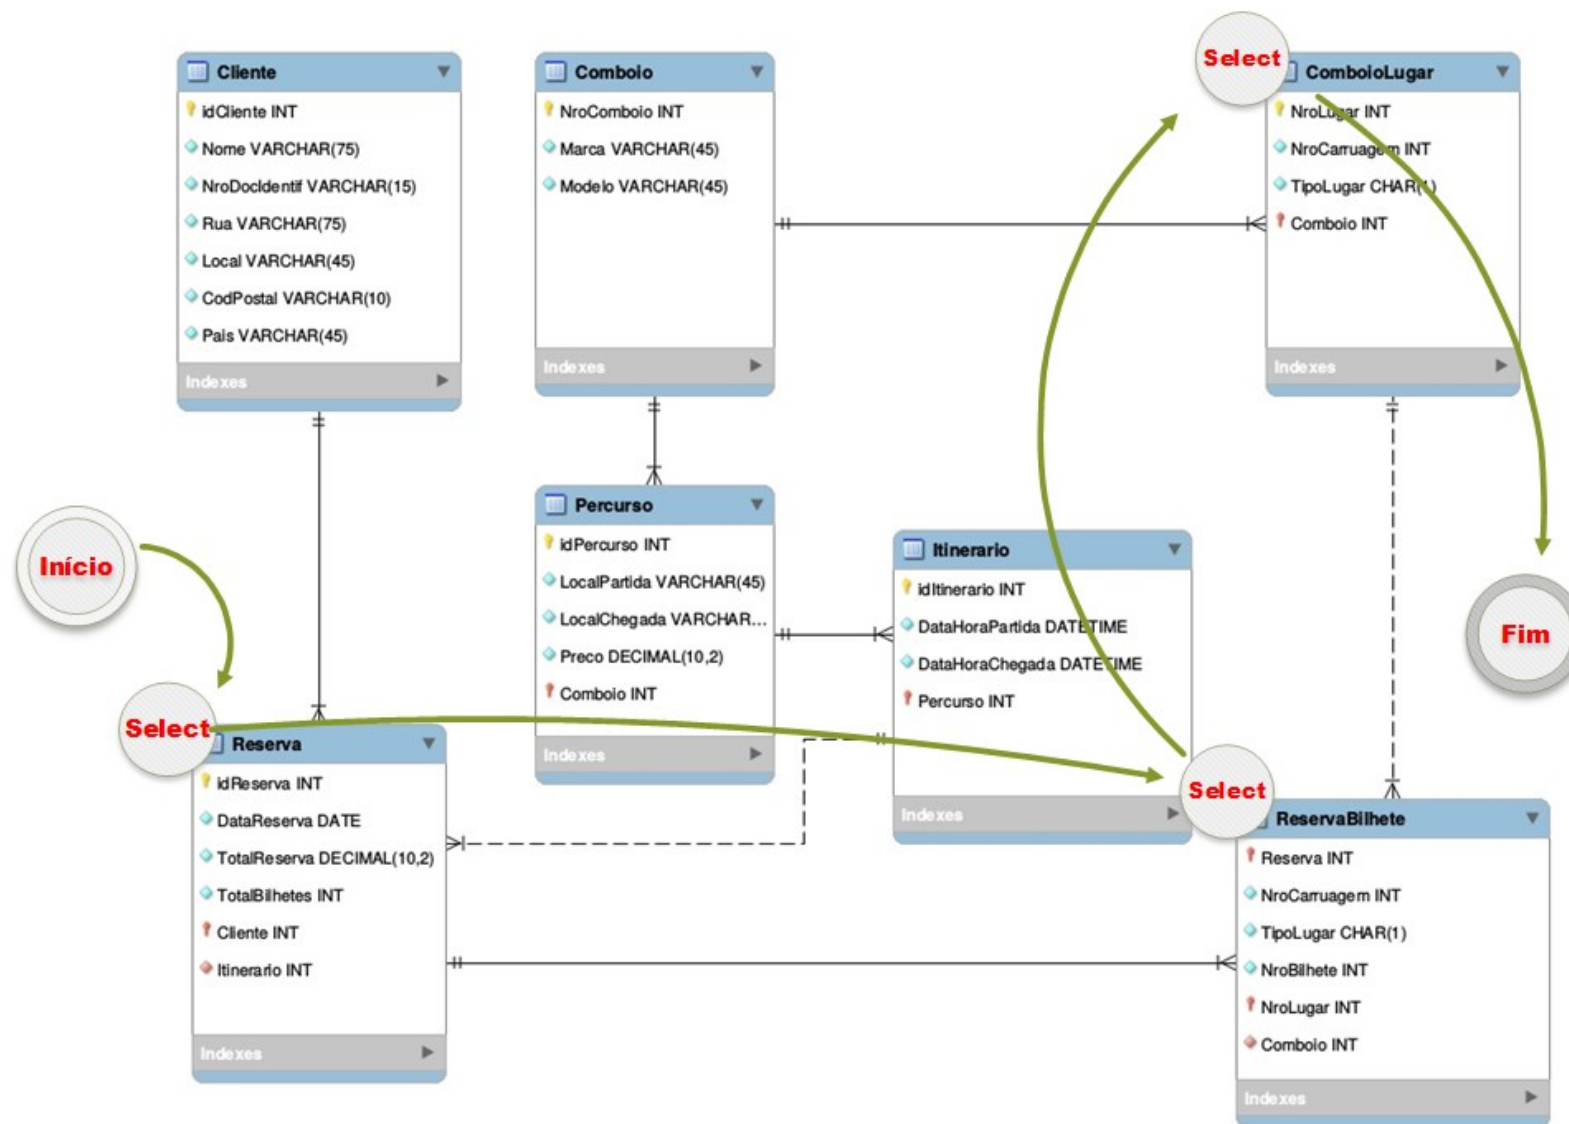 Cliente
idCliente INT
Nome VARCHAR(75)
NroDocIdentif VARCHAR(15)
Rua VARCHAR(75)
Local VARCHAR(45)
CodPostal VARCHAR(10)
Pais VARCHAR(45)
Indexes
Comboio
NroComboio INT
Marca VARCHAR(45)
Modelo VARCHAR(45)
Indexes
Select
ComboioLugar
NroLugar INT
NroCarruagem INT
TipoLugar CHAR(1)
Comboio INT
Indexes
Início
Percurso
idPercurso INT
LocalPartida VARCHAR(45)
LocalChegada VARCHAR...
Preco DECIMAL(10,2)
Comboio INT
Indexes
Itinerario
idItinerario INT
DataHoraPartida DATETIME
DataHoraChegada DATETIME
Percurso INT
Indexes
Fim
Select
Reserva
idReserva INT
DataReserva DATE
TotalReserva DECIMAL(10,2)
TotalBilhetes INT
Cliente INT
Itinerario INT
Indexes
Select
ReservaBilhete
Reserva INT
NroCarruagem INT
TipoLugar CHAR(1)
NroBilhete INT
NroLugar INT
Comboio INT
Indexes